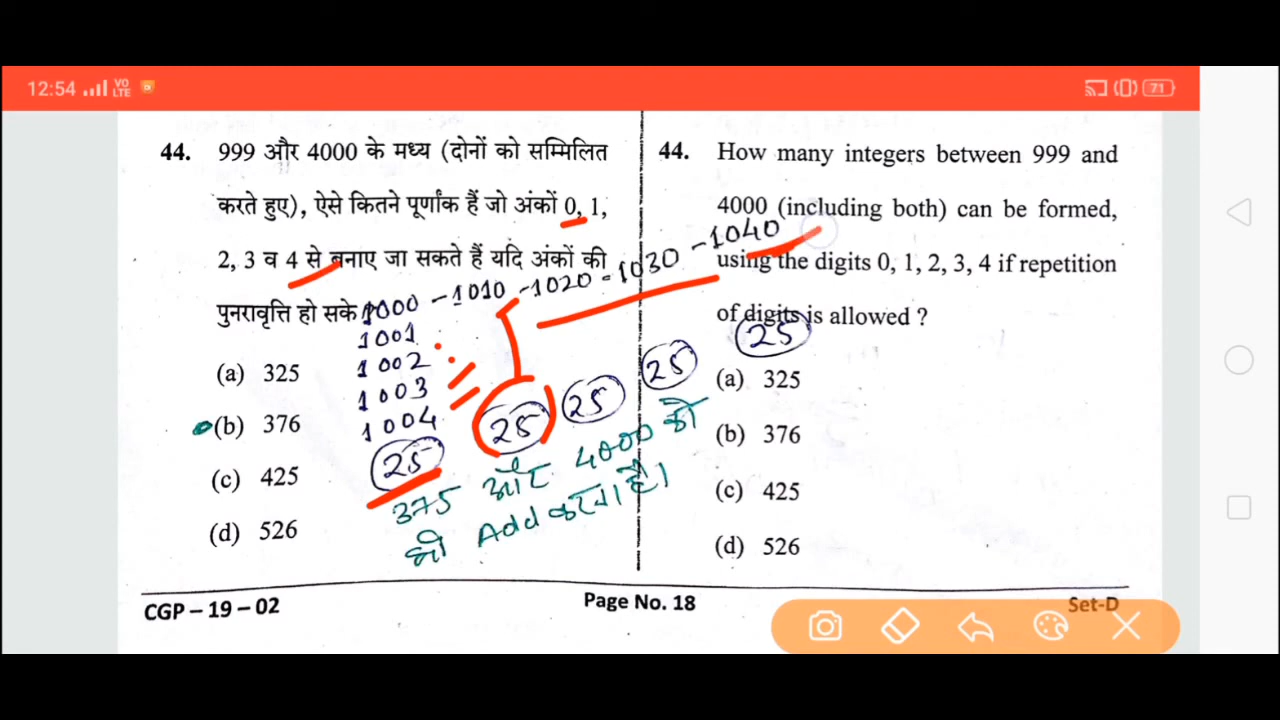 12:54 VO LTE 71
44. 999 और 4000 के मध्य (दोनों को सम्मिलित
करते हुए), ऐसे कितने पूर्णांक हैं जो अंकों 0, 1,
2, 3 व 4 से बनाए जा सकते हैं यदि अंकों की
पुनरावृत्ति हो सके
1000 - 1010 - 1020 - 1030 - 1040
1001
1002
1003
1004
(a) 325
(b) 376
(c) 425
(d) 526
25 25 25 25 25
375 और 4000 को
भी Add करना है।
44. How many integers between 999 and
4000 (including both) can be formed,
using the digits 0, 1, 2, 3, 4 if repetition
of digits is allowed ?
(a) 325
(b) 376
(c) 425
(d) 526
CGP – 19 – 02 Page No. 18 Set-D